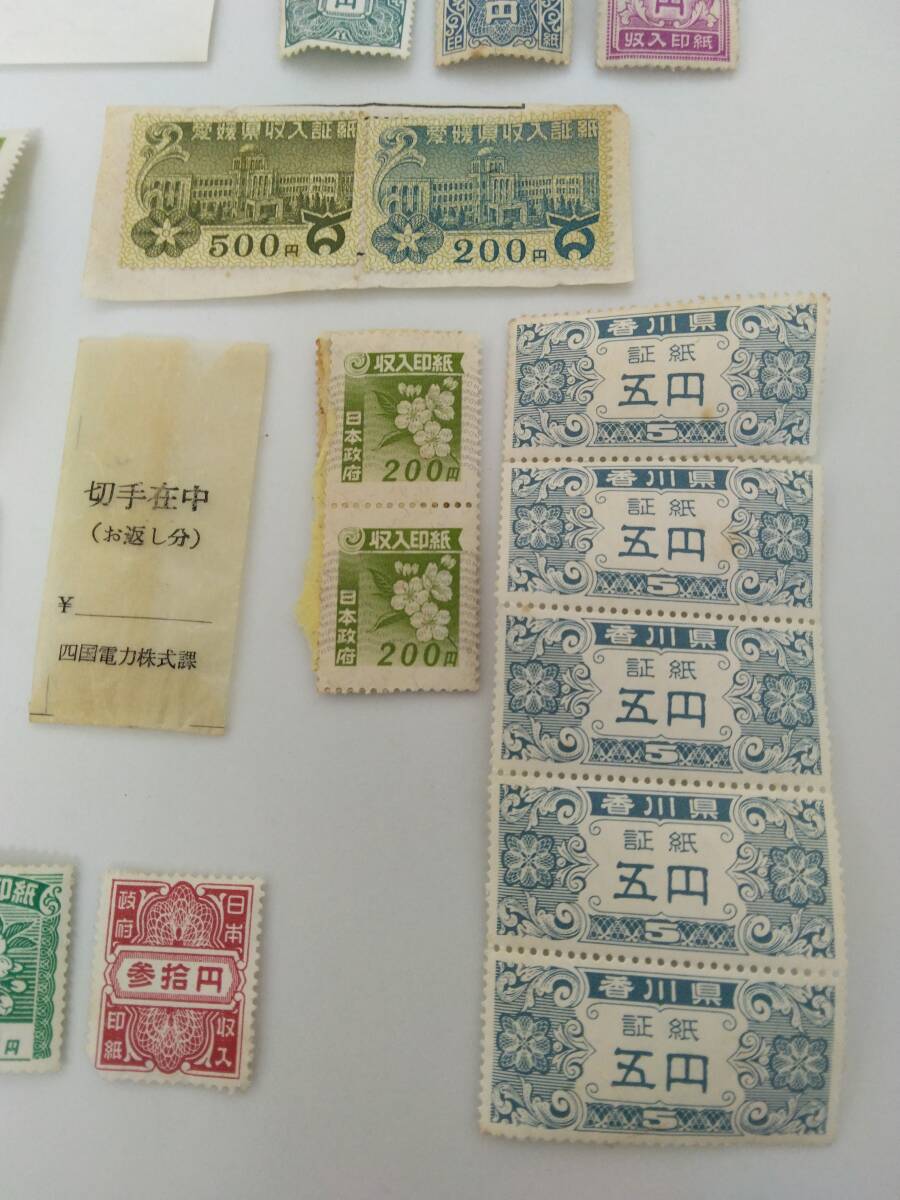 円
五円
印 紙
円
収入印紙
愛媛県収入証紙
500円
愛媛県収入証紙
200円
切手在中
(お返し分)
¥
四国電力株式課
収入印紙
日本政府
200円
収入印紙
日本政府
200円
香川県
証紙
五円
5
香川県
証紙
五円
5
香川県
証紙
五円
5
香川県
証紙
五円
5
香川県
証紙
五円
5
印紙
円
日本
政府
参拾円
収入
印紙